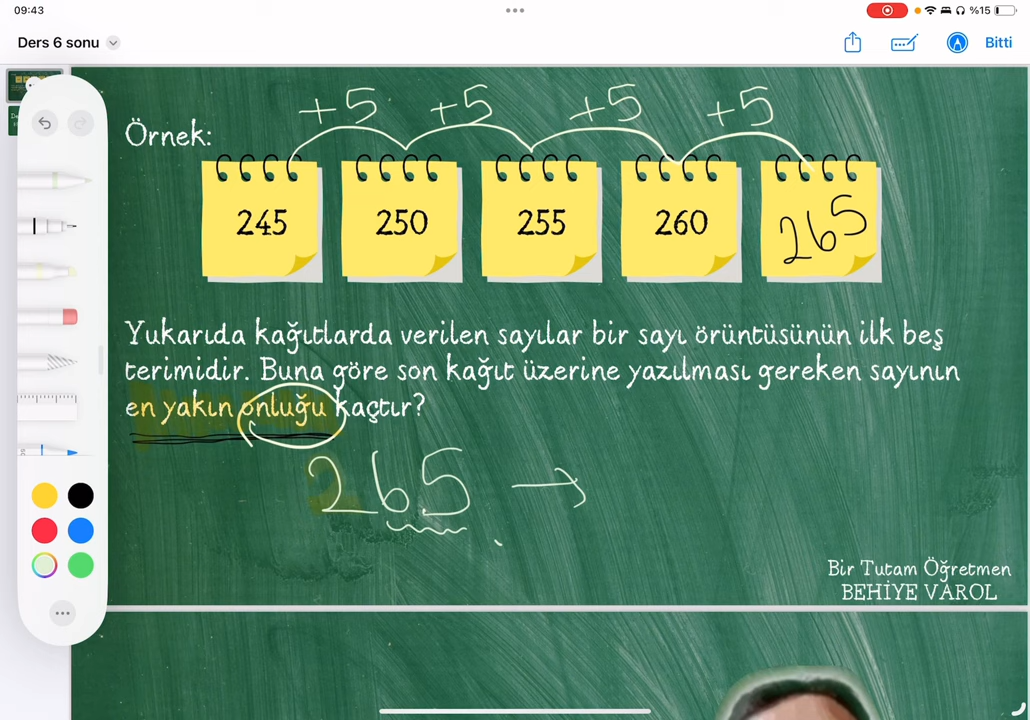 09:43
%15
Ders 6 sonu
Bitti
+5 +5 +5 +5
Örnek:
245 250 255 260 265
Yukarıda kağıtlarda verilen sayılar bir sayı örüntüsünün ilk beş
terimidir. Buna göre son kağıt üzerine yazılması gereken sayının
en yakın onluğu kaçtır?
265 →
Bir Tutam Öğretmen
BEHİYE VAROL